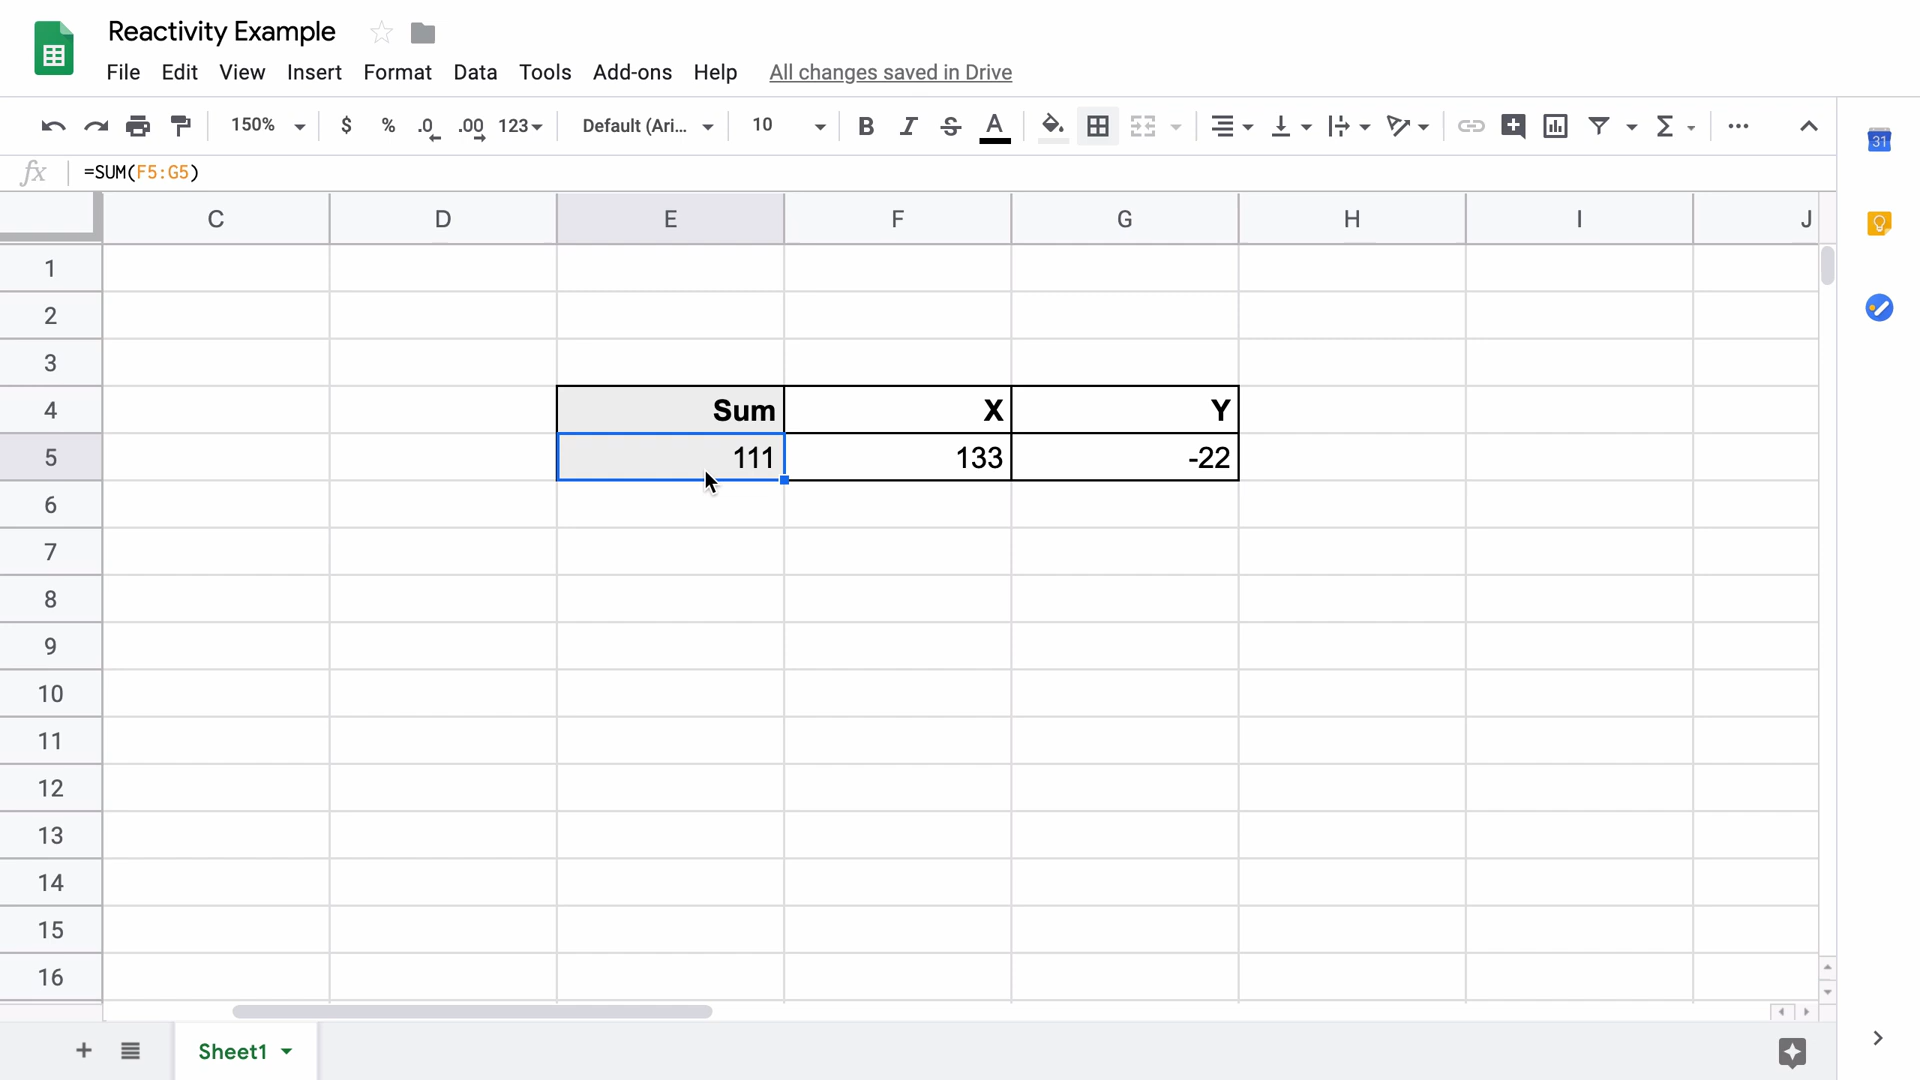 Reactivity Example
File Edit View Insert Format Data Tools Add-ons Help All changes saved in Drive
150% $ % .0 .00 123 Default (Ari... 10 B I S A
31
fx =SUM(F5:G5)
C D E F G H I J
1
2
3
4 Sum X Y
5 111 133 -22
6
7
8
9
10
11
12
13
14
15
16
+ Sheet1